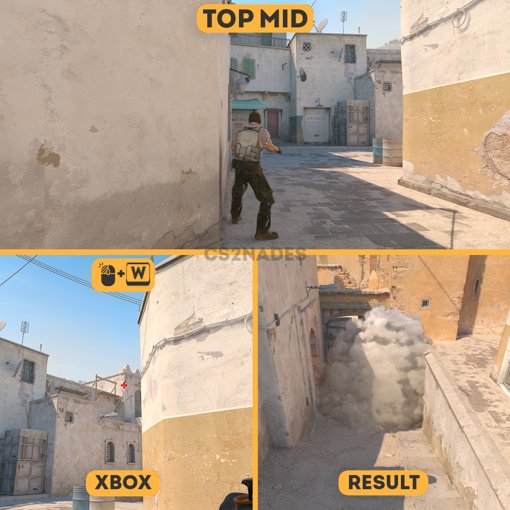 TOP MID
CS2NADES
+ W
XBOX
RESULT